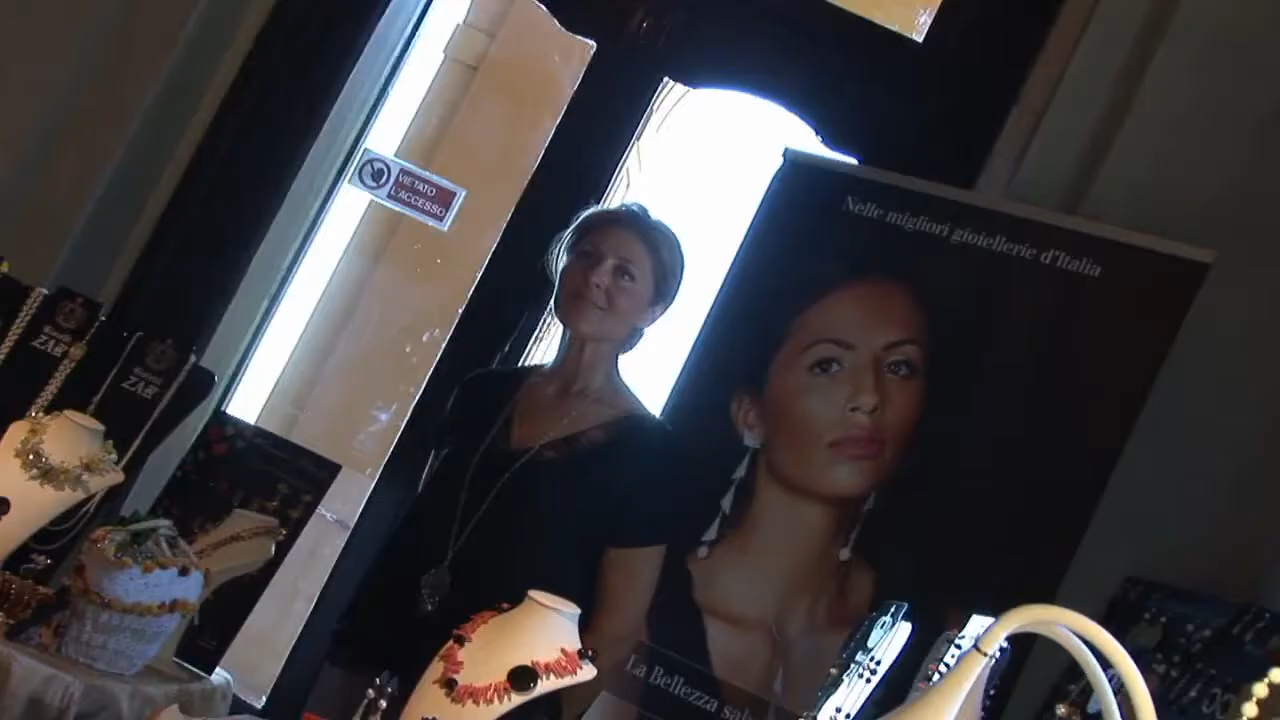 VIETATO
L'ACCESSO
Nelle migliori gioiellerie d'Italia
ZAR
ZAR
La Bellezza